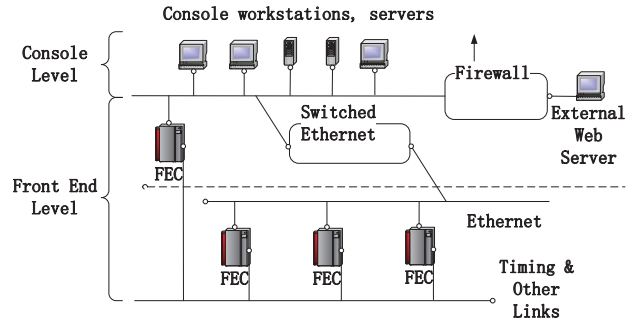 Console workstations, servers
Console
Level
Firewall
External
Web
Server
Switched
Ethernet
FEC
Front End
Level
Ethernet
FEC
FEC
FEC
Timing &
Other
Links